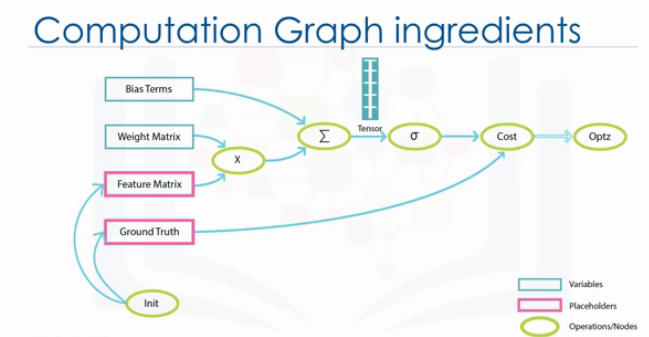 Computation Graph ingredients
Bias Terms
Weight Matrix
Σ
Tensor
σ
Cost
Optz
X
Feature Matrix
Ground Truth
Init
Variables
Placeholders
Operations/Nodes